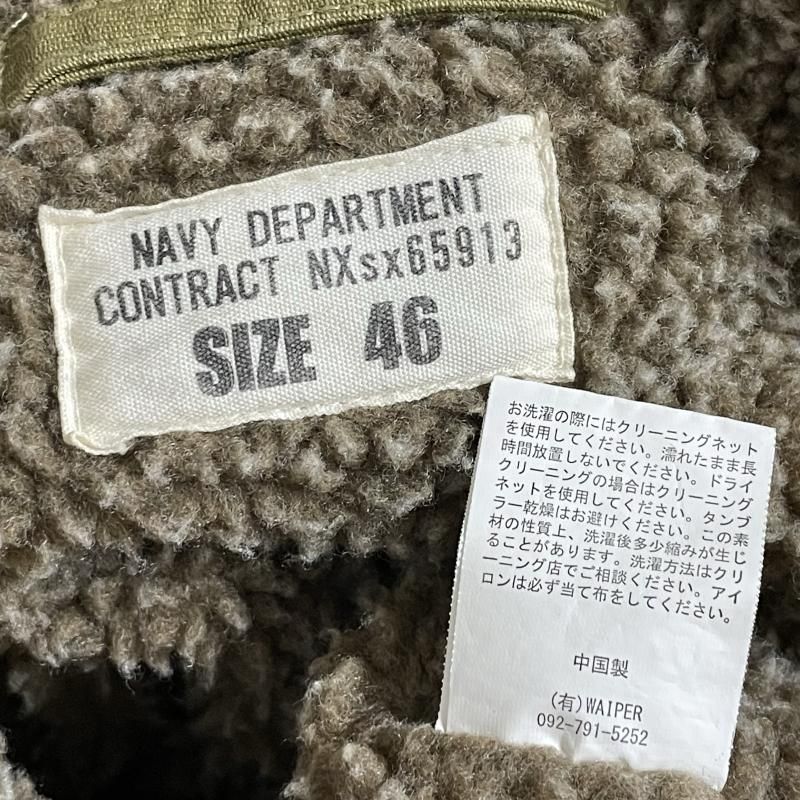 NAVY DEPARTMENT
CONTRACT NXsx65913
SIZE 46
お洗濯の際にはクリーニングネット
を使用してください。濡れたまま長
時間放置しないでください。ドライ
クリーニングの場合はクリーニング
ネットを使用してください。タンブ
ラー乾燥はお避けください。この素
材の性質上、洗濯後多少縮みが生じ
ることがあります。洗濯方法はクリ
ーニング店でご相談ください。アイ
ロンは必ず当て布をしてください。
中国製
(有)WAIPER
092-791-5252